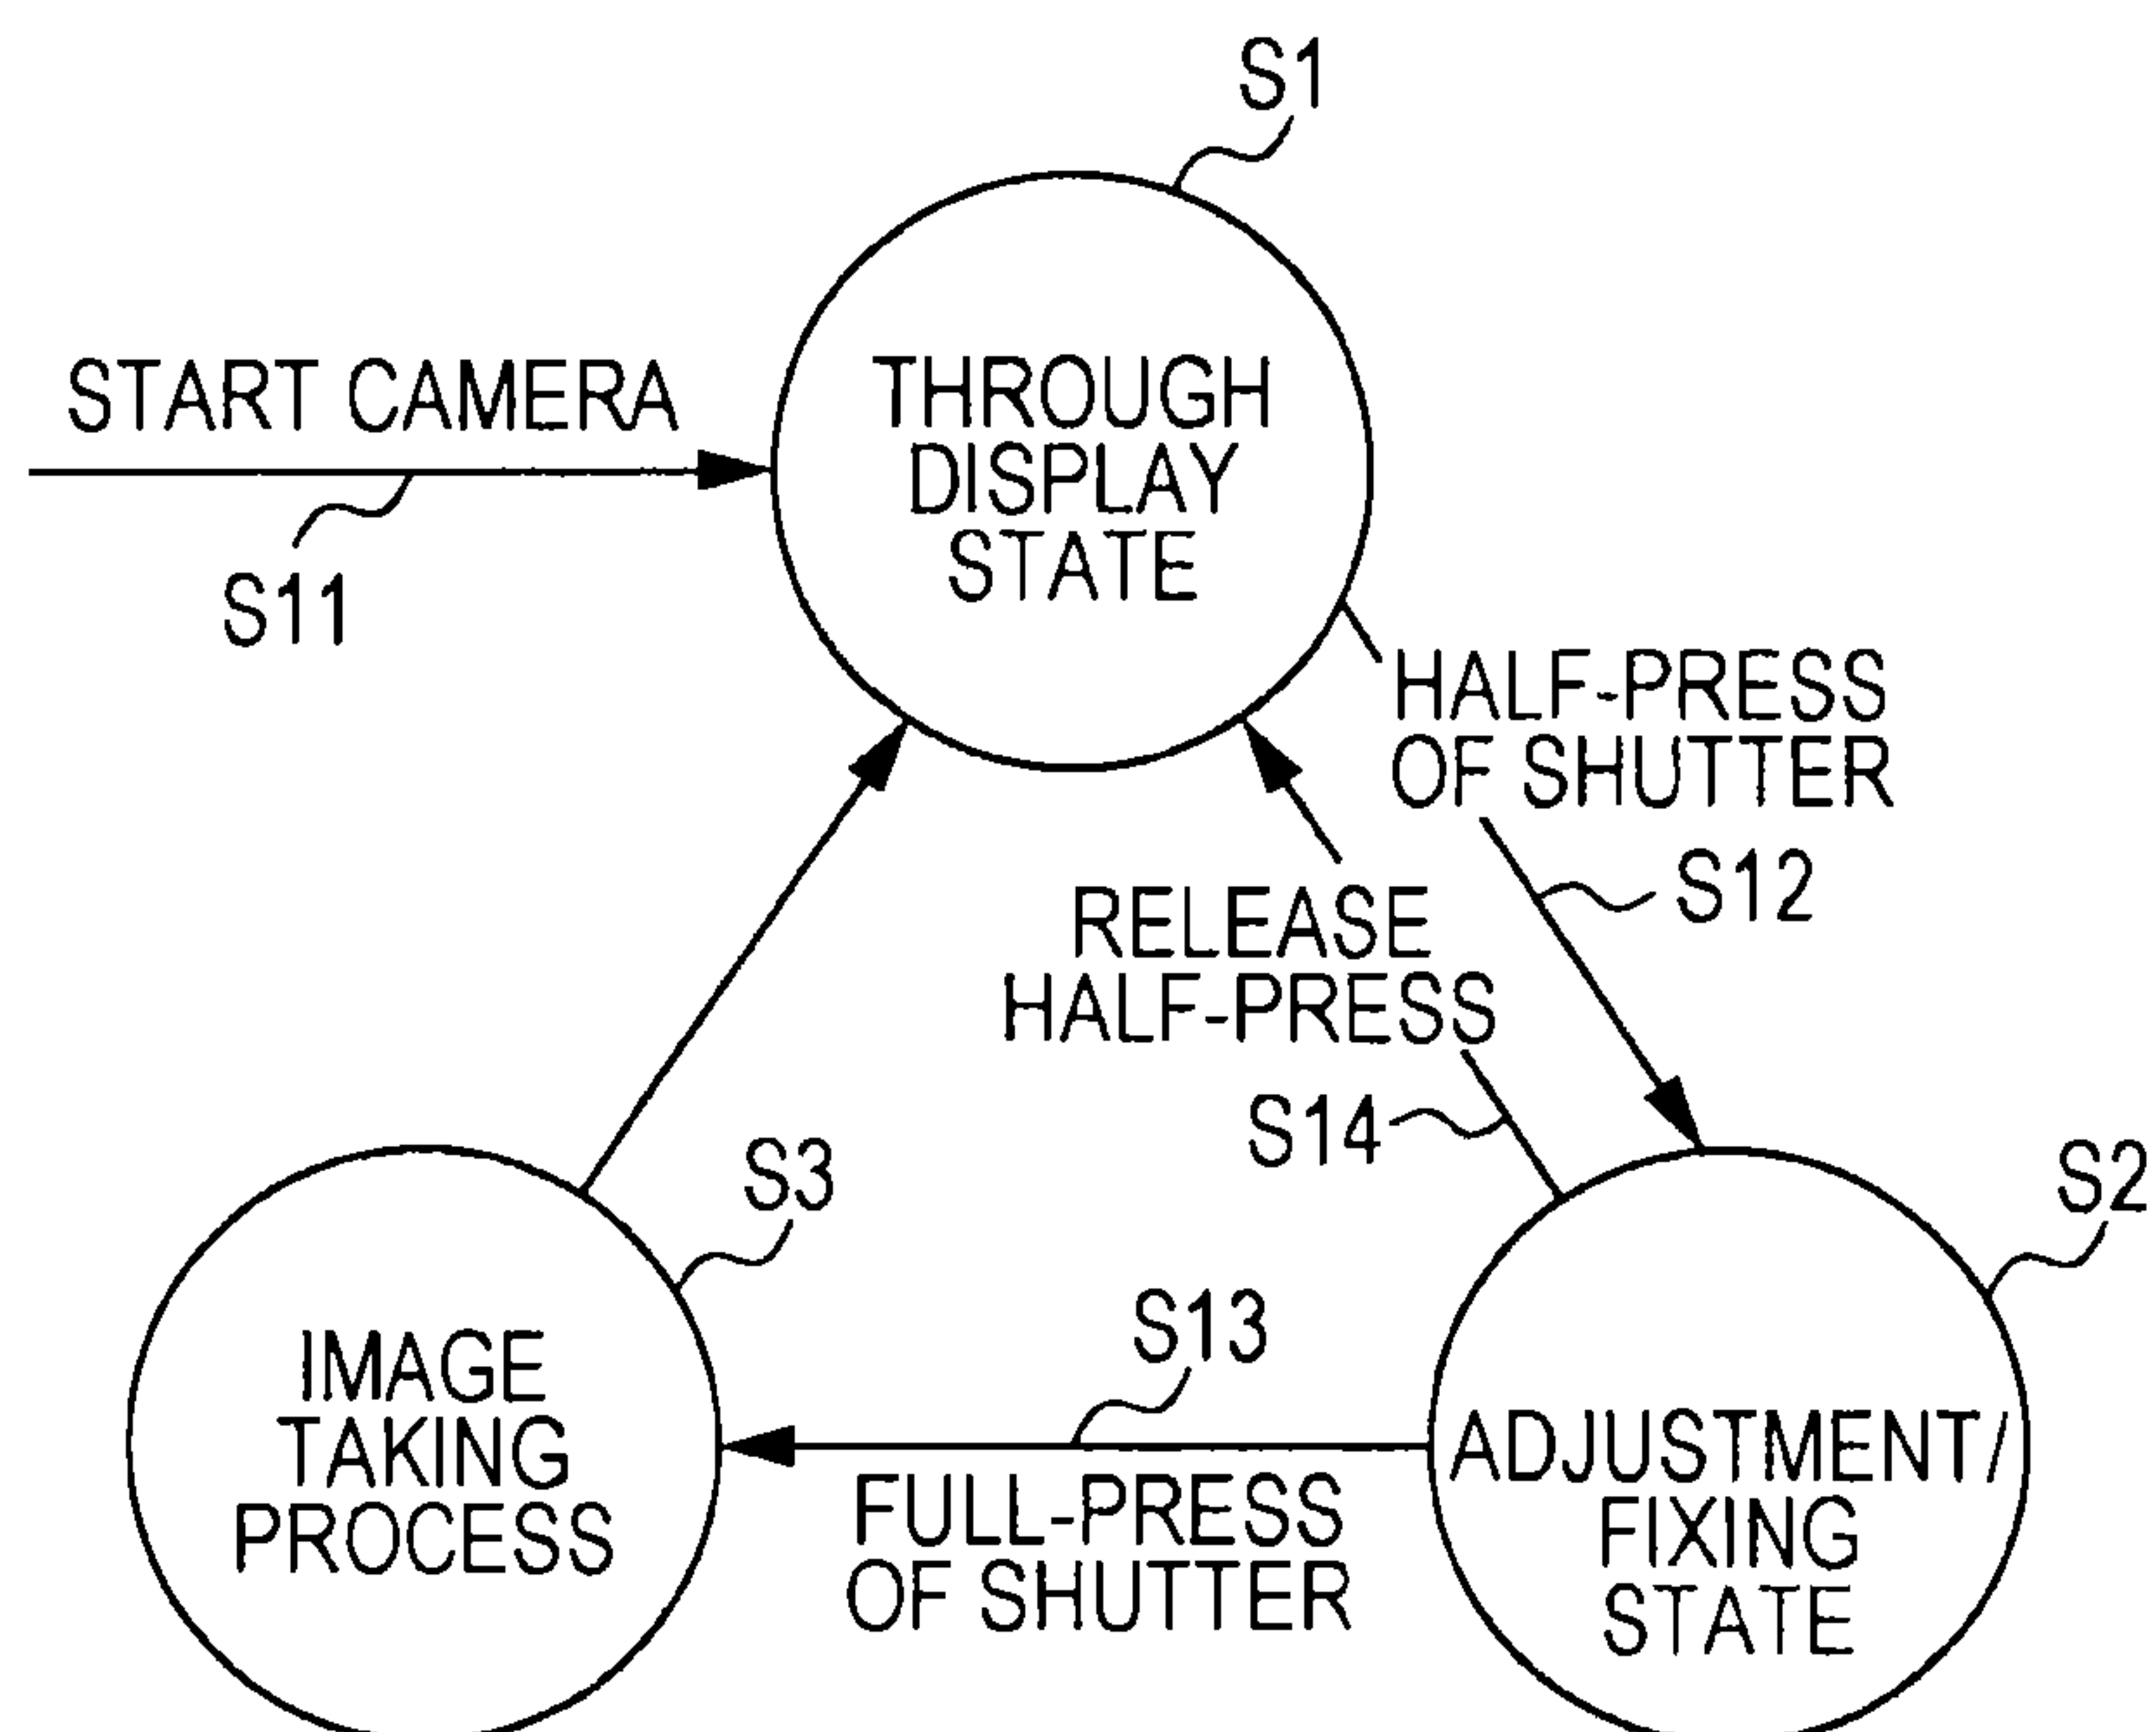 S1
START CAMERA
S11
THROUGH
DISPLAY
STATE
HALF-PRESS
OF SHUTTER
S12
RELEASE
HALF-PRESS
S14
S3
S2
S13
IMAGE
TAKING
PROCESS
FULL-PRESS
OF SHUTTER
ADJUSTMENT/
FIXING
STATE